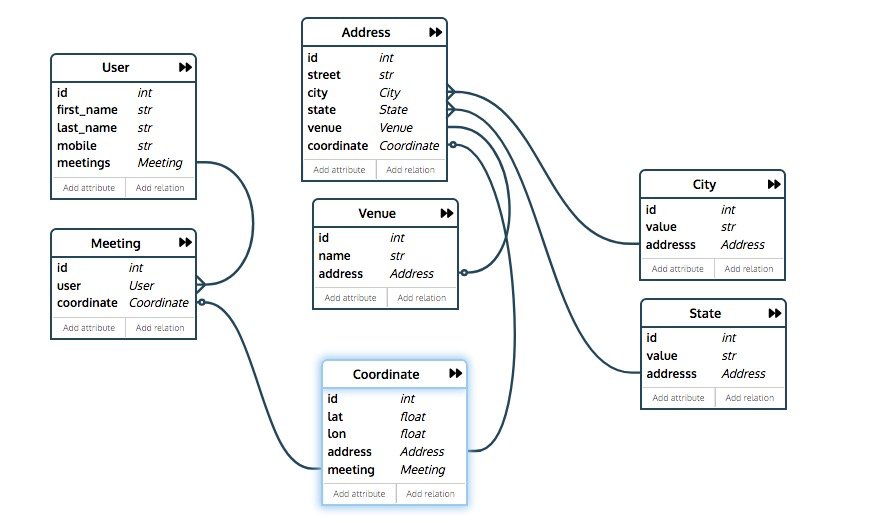 User
id int
first_name str
last_name str
mobile str
meetings Meeting
Add attribute Add relation
Meeting
id int
user User
coordinate Coordinate
Add attribute Add relation
Address
id int
street str
city City
state State
venue Venue
coordinate Coordinate
Add attribute Add relation
Venue
id int
name str
address Address
Add attribute Add relation
Coordinate
id int
lat float
lon float
address Address
meeting Meeting
Add attribute Add relation
City
id int
value str
addresss Address
Add attribute Add relation
State
id int
value str
addresss Address
Add attribute Add relation